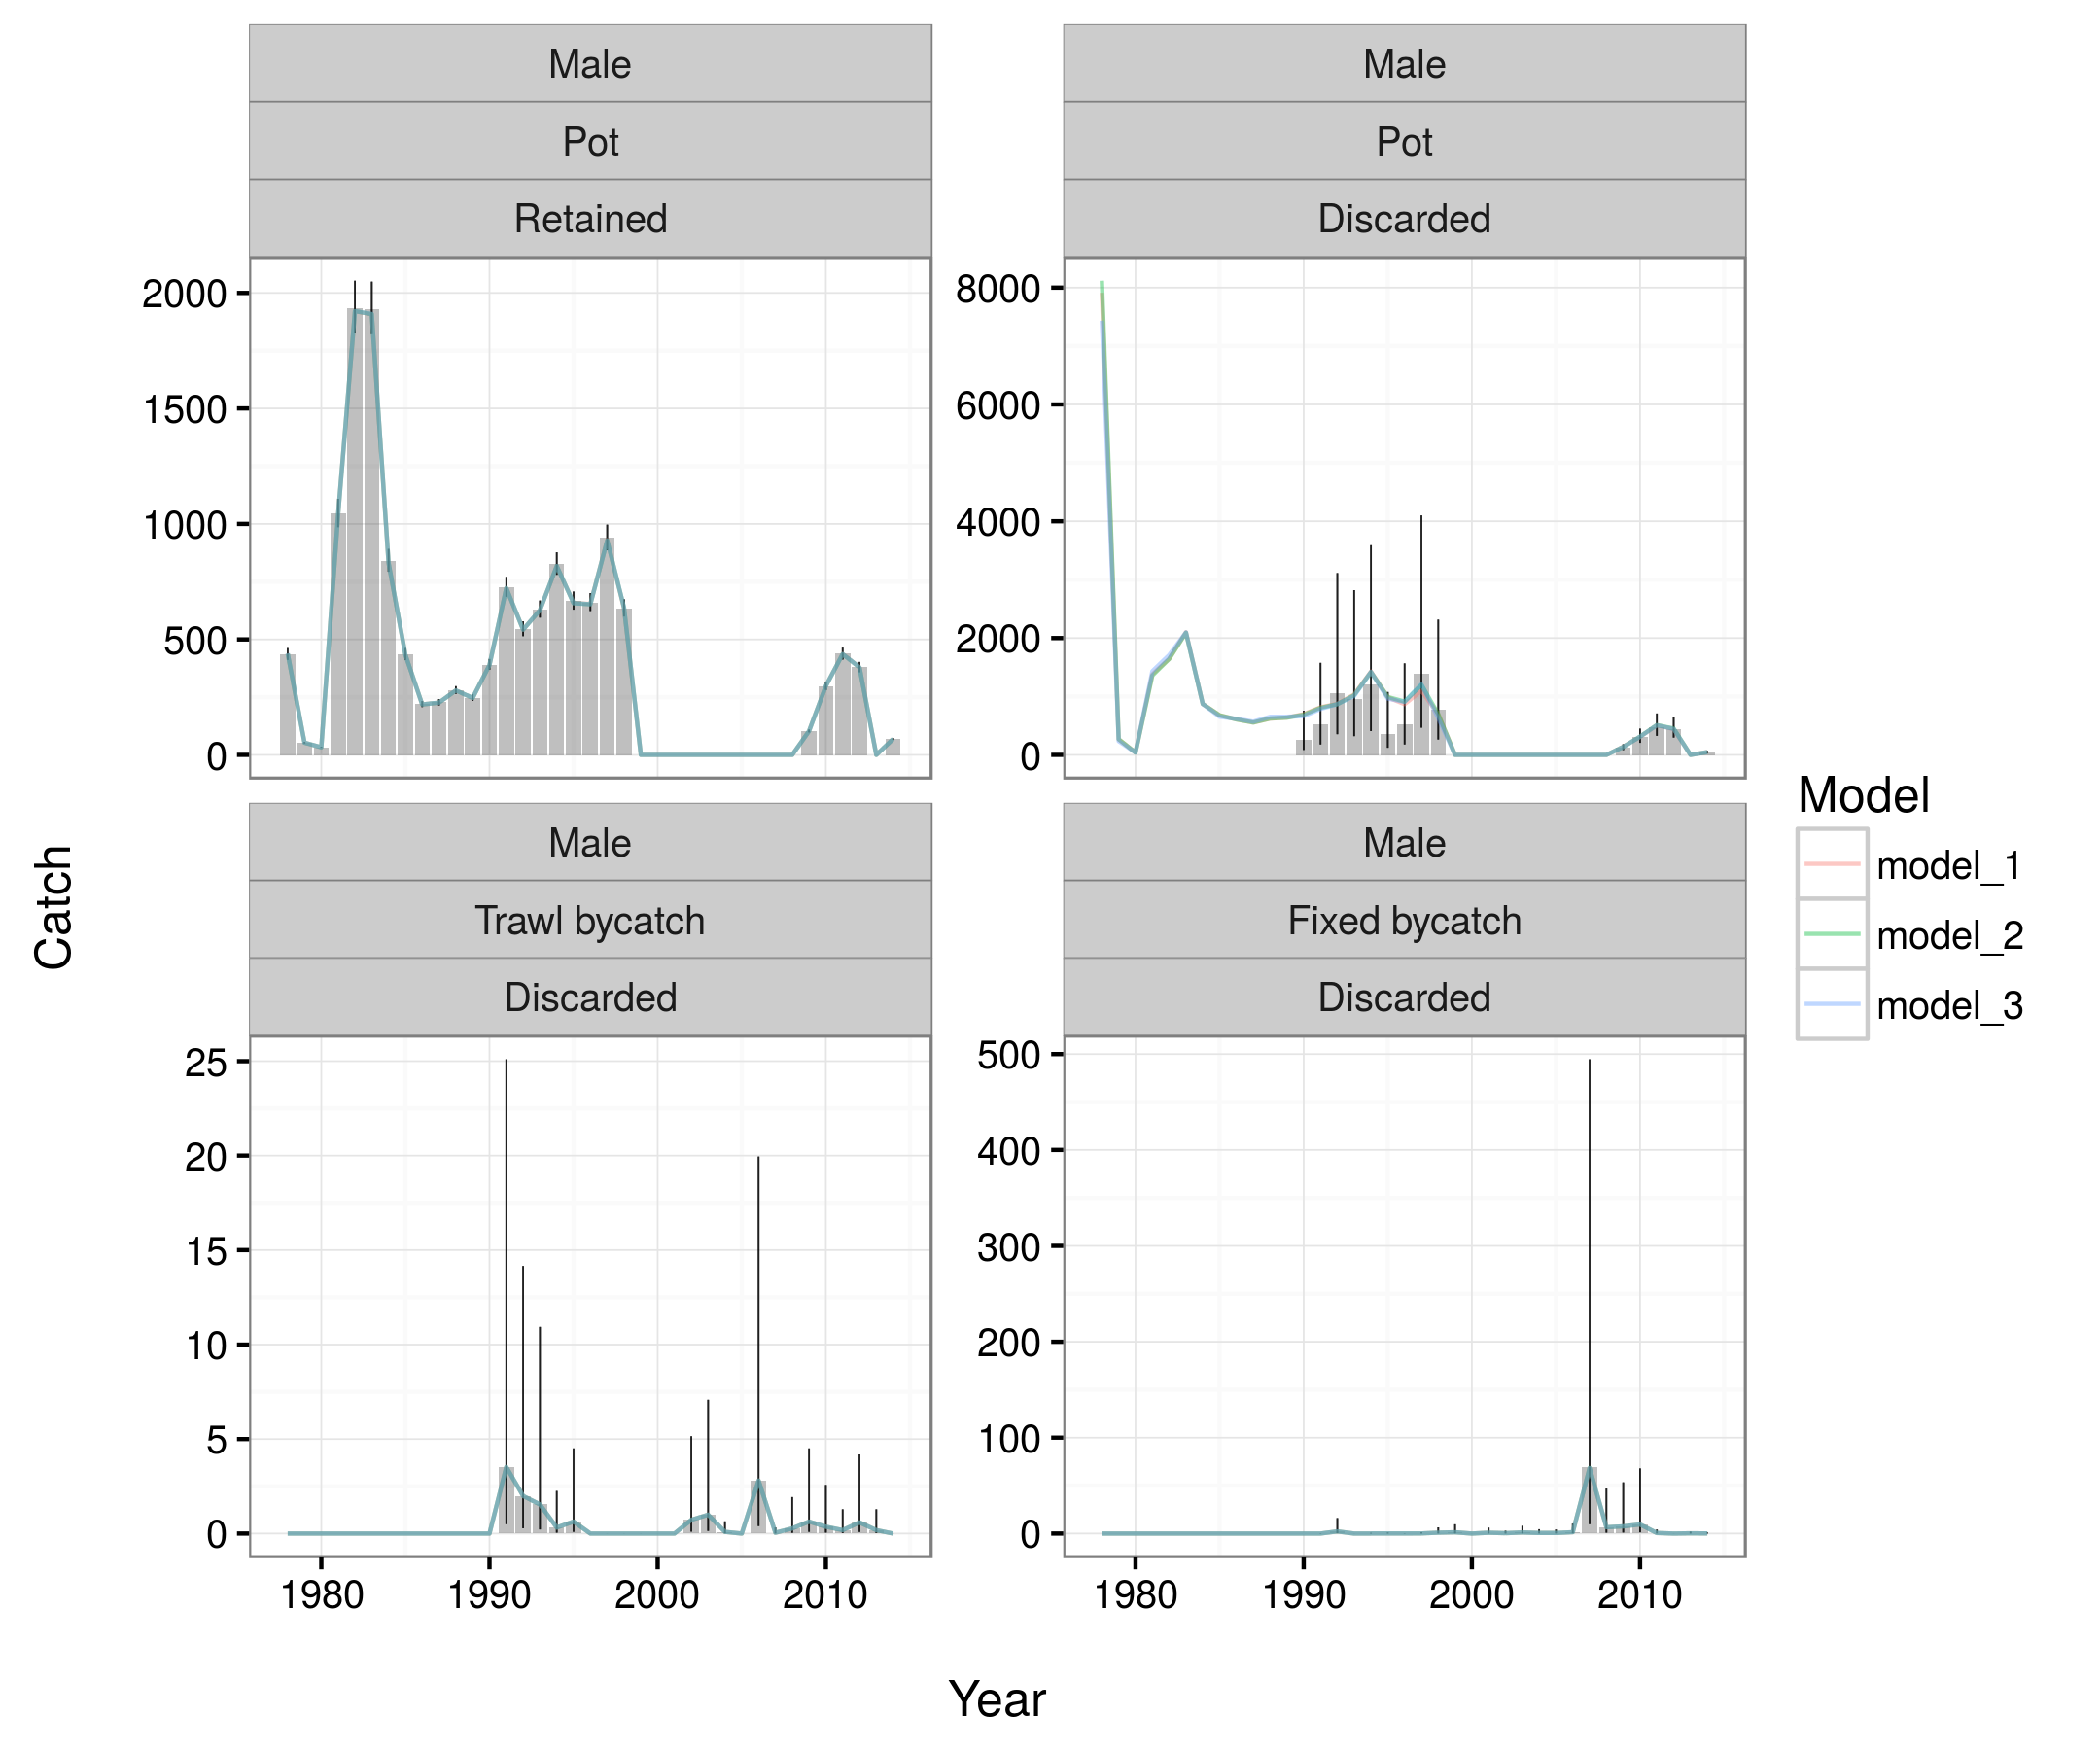 Male
Pot
Retained
2000
1500
1000
500
0
Male
Pot
Discarded
8000
6000
4000
2000
0
Male
Trawl bycatch
Discarded
25
20
15
10
5
0
1980 1990 2000 2010
Male
Fixed bycatch
Discarded
500
400
300
200
100
0
1980 1990 2000 2010
Catch
Year
Model
model_1
model_2
model_3